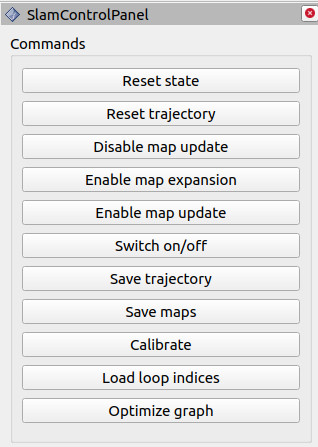 SlamControlPanel
Commands
Reset state
Reset trajectory
Disable map update
Enable map expansion
Enable map update
Switch on/off
Save trajectory
Save maps
Calibrate
Load loop indices
Optimize graph